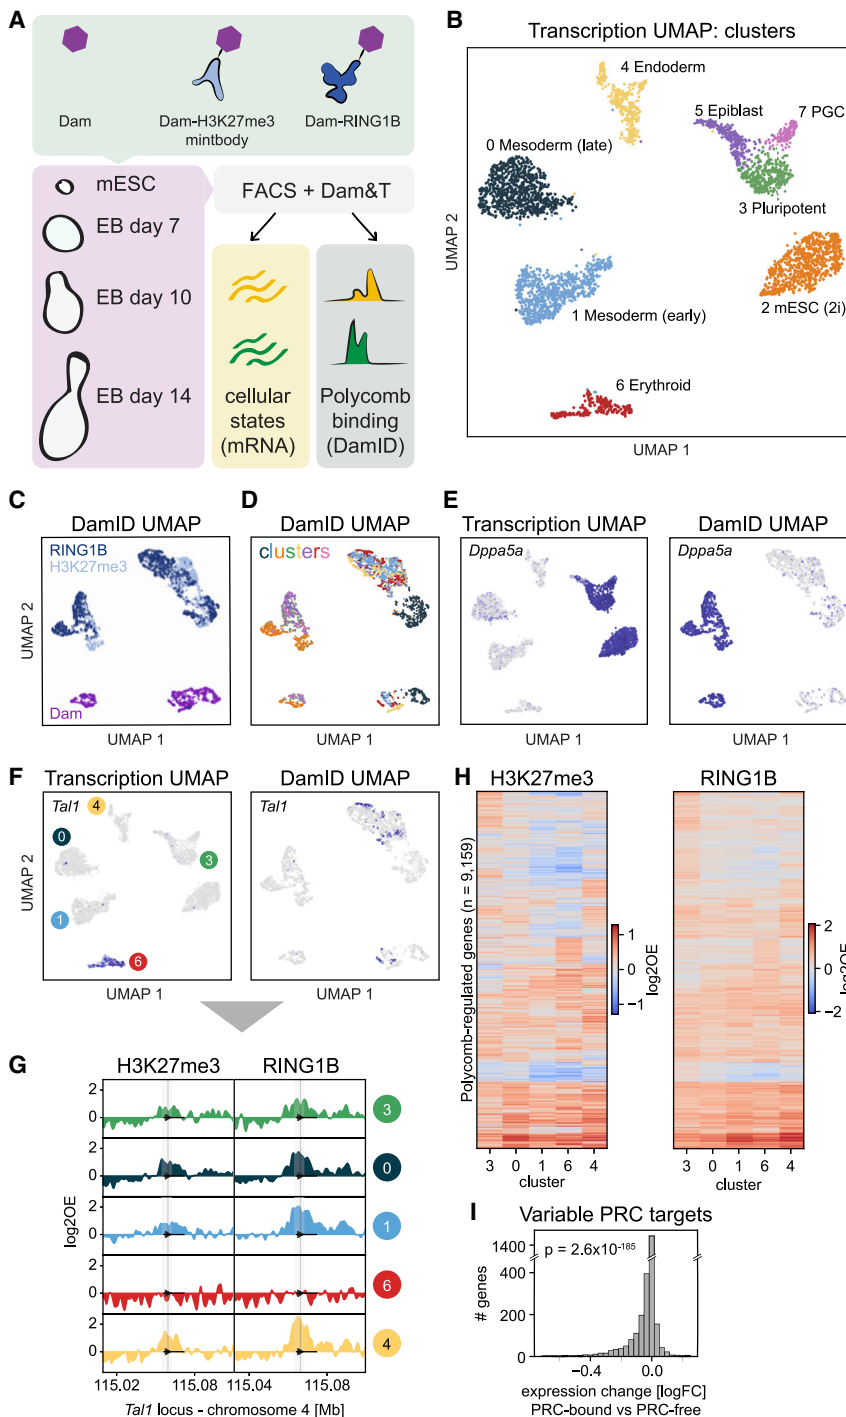 A
Dam
Dam-H3K27me3
mintbody
Dam-RING1B
mESC
EB day 7
EB day 10
EB day 14
FACS + Dam&T
cellular
states
(mRNA)
Polycomb
binding
(DamID)
B
Transcription UMAP: clusters
4 Endoderm
5 Epiblast
7 PGC
0 Mesoderm (late)
3 Pluripotent
2 mESC (2i)
1 Mesoderm (early)
6 Erythroid
UMAP 2
UMAP 1
C
DamID UMAP
RING1B
H3K27me3
Dam
UMAP 2
UMAP 1
D
DamID UMAP
clusters
UMAP 1
E
Transcription UMAP
Dppa5a
UMAP 1
DamID UMAP
Dppa5a
UMAP 1
F
Transcription UMAP
Tal1
4
0
3
1
6
UMAP 2
UMAP 1
DamID UMAP
Tal1
UMAP 1
G
H3K27me3
RING1B
2
0
3
2
0
0
log2OE
2
0
1
2
0
6
2
0
4
115.02
115.08
115.04
115.08
Tal1 locus - chromosome 4 [Mb]
H
H3K27me3
RING1B
Polycomb-regulated genes (n = 9,159)
1
0
−1
log2OE
2
0
−2
log2OE
3 0 1 6 4
cluster
3 0 1 6 4
cluster
I
Variable PRC targets
p = 2.6x10⁻¹⁸⁵
1400
400
200
0
# genes
−0.4
0.0
expression change [logFC]
PRC-bound vs PRC-free